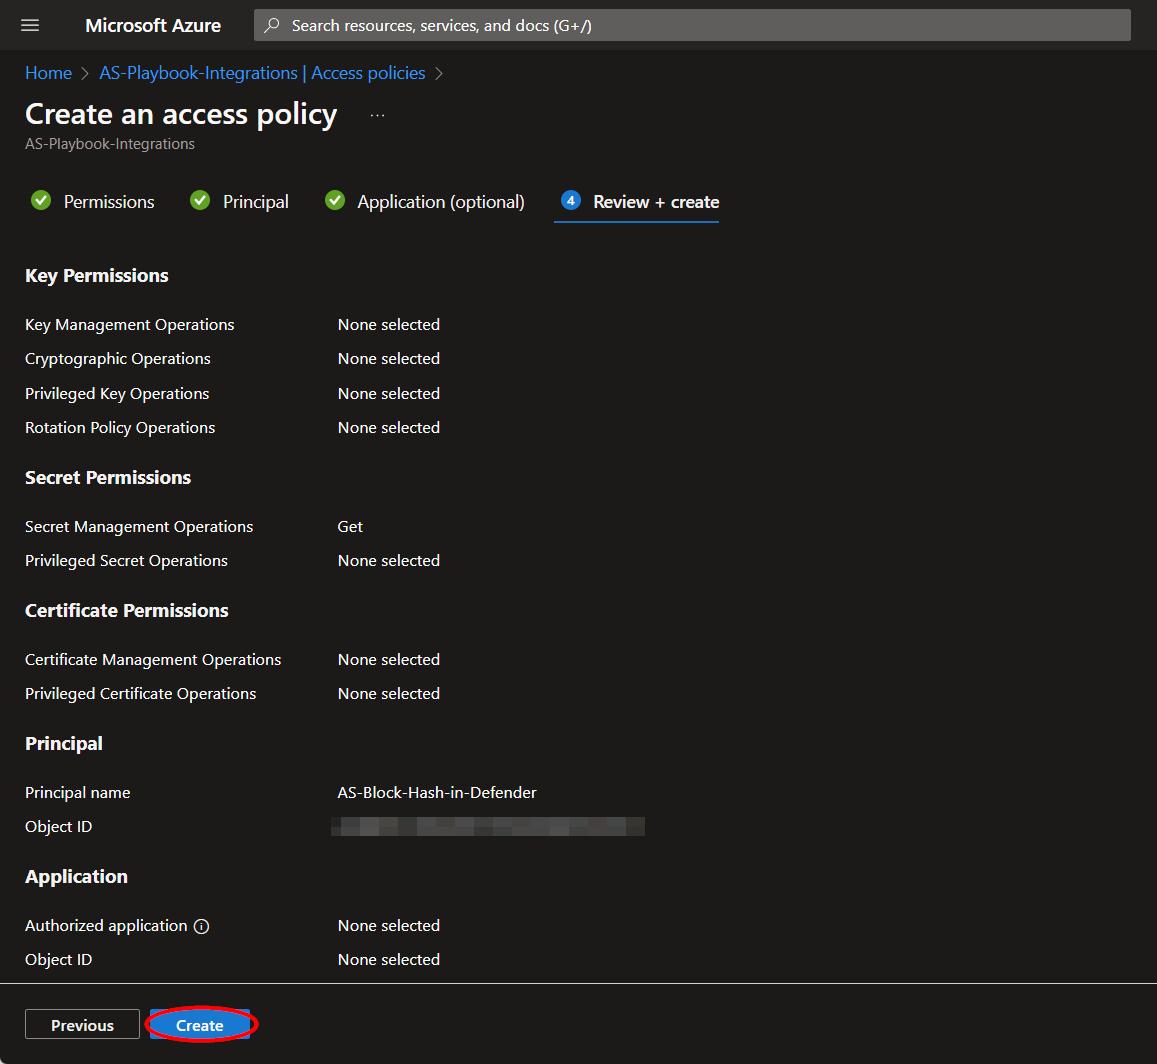 Microsoft Azure
Search resources, services, and docs (G+/)
Home > AS-Playbook-Integrations | Access policies >
Create an access policy ...
AS-Playbook-Integrations
Permissions
Principal
Application (optional)
4 Review + create
Key Permissions
Key Management Operations None selected
Cryptographic Operations None selected
Privileged Key Operations None selected
Rotation Policy Operations None selected
Secret Permissions
Secret Management Operations Get
Privileged Secret Operations None selected
Certificate Permissions
Certificate Management Operations None selected
Privileged Certificate Operations None selected
Principal
Principal name AS-Block-Hash-in-Defender
Object ID
Application
Authorized application None selected
Object ID None selected
Previous
Create